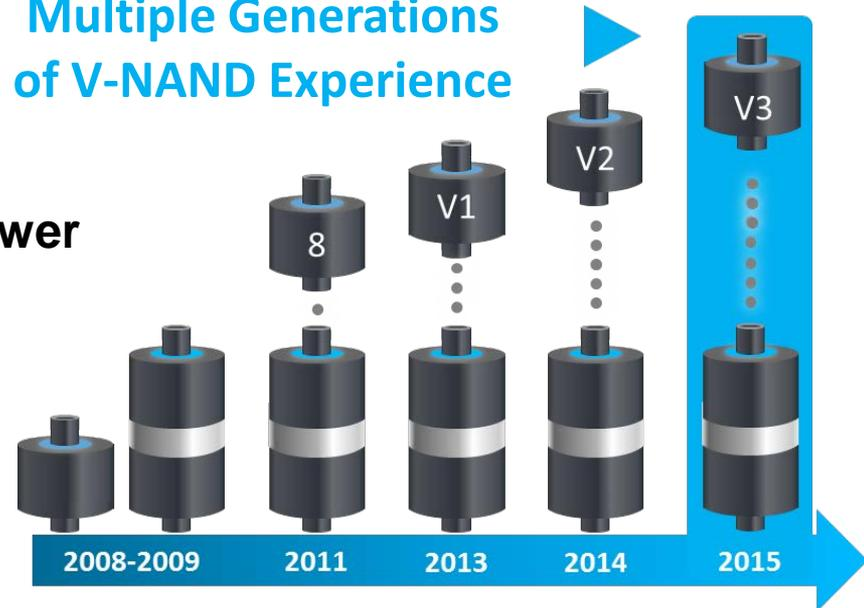 Multiple Generations
of V-NAND Experience
wer
8
V1
V2
V3
2008-2009
2011
2013
2014
2015